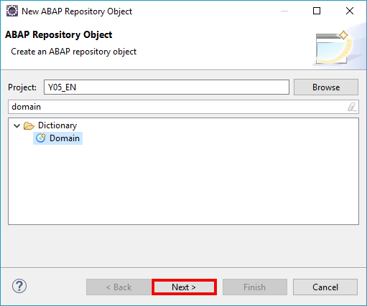 New ABAP Repository Object
ABAP Repository Object
Create an ABAP repository object
Project: Y05_EN Browse
domain
Dictionary
Domain
? < Back Next > Finish Cancel